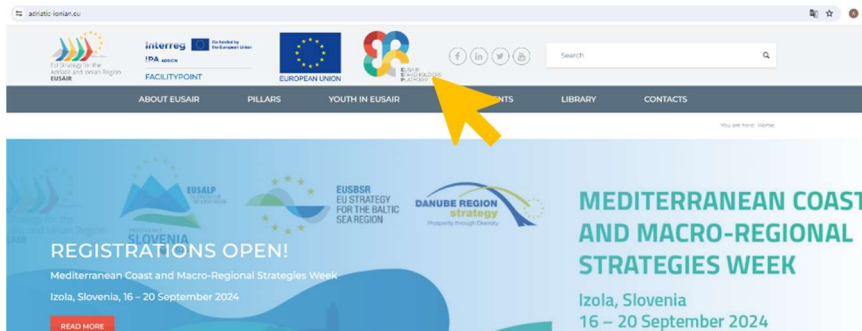 adriatic-ionian.eu
EU Strategy for the
Adriatic and Ionian Region
EUSAIR
Interreg
Co-funded by
the European Union
IPA ADRION
FACILITYPOINT
EUROPEAN UNION
EUSAIR
STAKEHOLDERS
PLATFORM
Search
ABOUT EUSAIR
PILLARS
YOUTH IN EUSAIR
NTS
LIBRARY
CONTACTS
You are here: Home
EUSALP
SLOVENIA
EUSBSR
EU STRATEGY
FOR THE BALTIC
SEA REGION
DANUBE REGION
strategy
Prosperity through Diversity
REGISTRATIONS OPEN!
Mediterranean Coast and Macro-Regional Strategies Week
Izola, Slovenia, 16 – 20 September 2024
READ MORE
MEDITERRANEAN COAST
AND MACRO-REGIONAL
STRATEGIES WEEK
Izola, Slovenia
16 – 20 September 2024